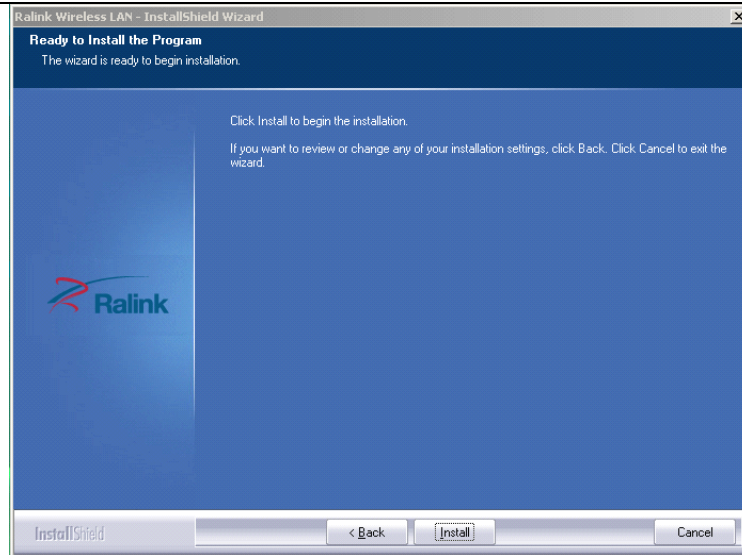 Ralink Wireless LAN - InstallShield Wizard
Ready to Install the Program
The wizard is ready to begin installation.
Click Install to begin the installation.
If you want to review or change any of your installation settings, click Back. Click Cancel to exit the
wizard.
Ralink
InstallShield
< Back
Install
Cancel